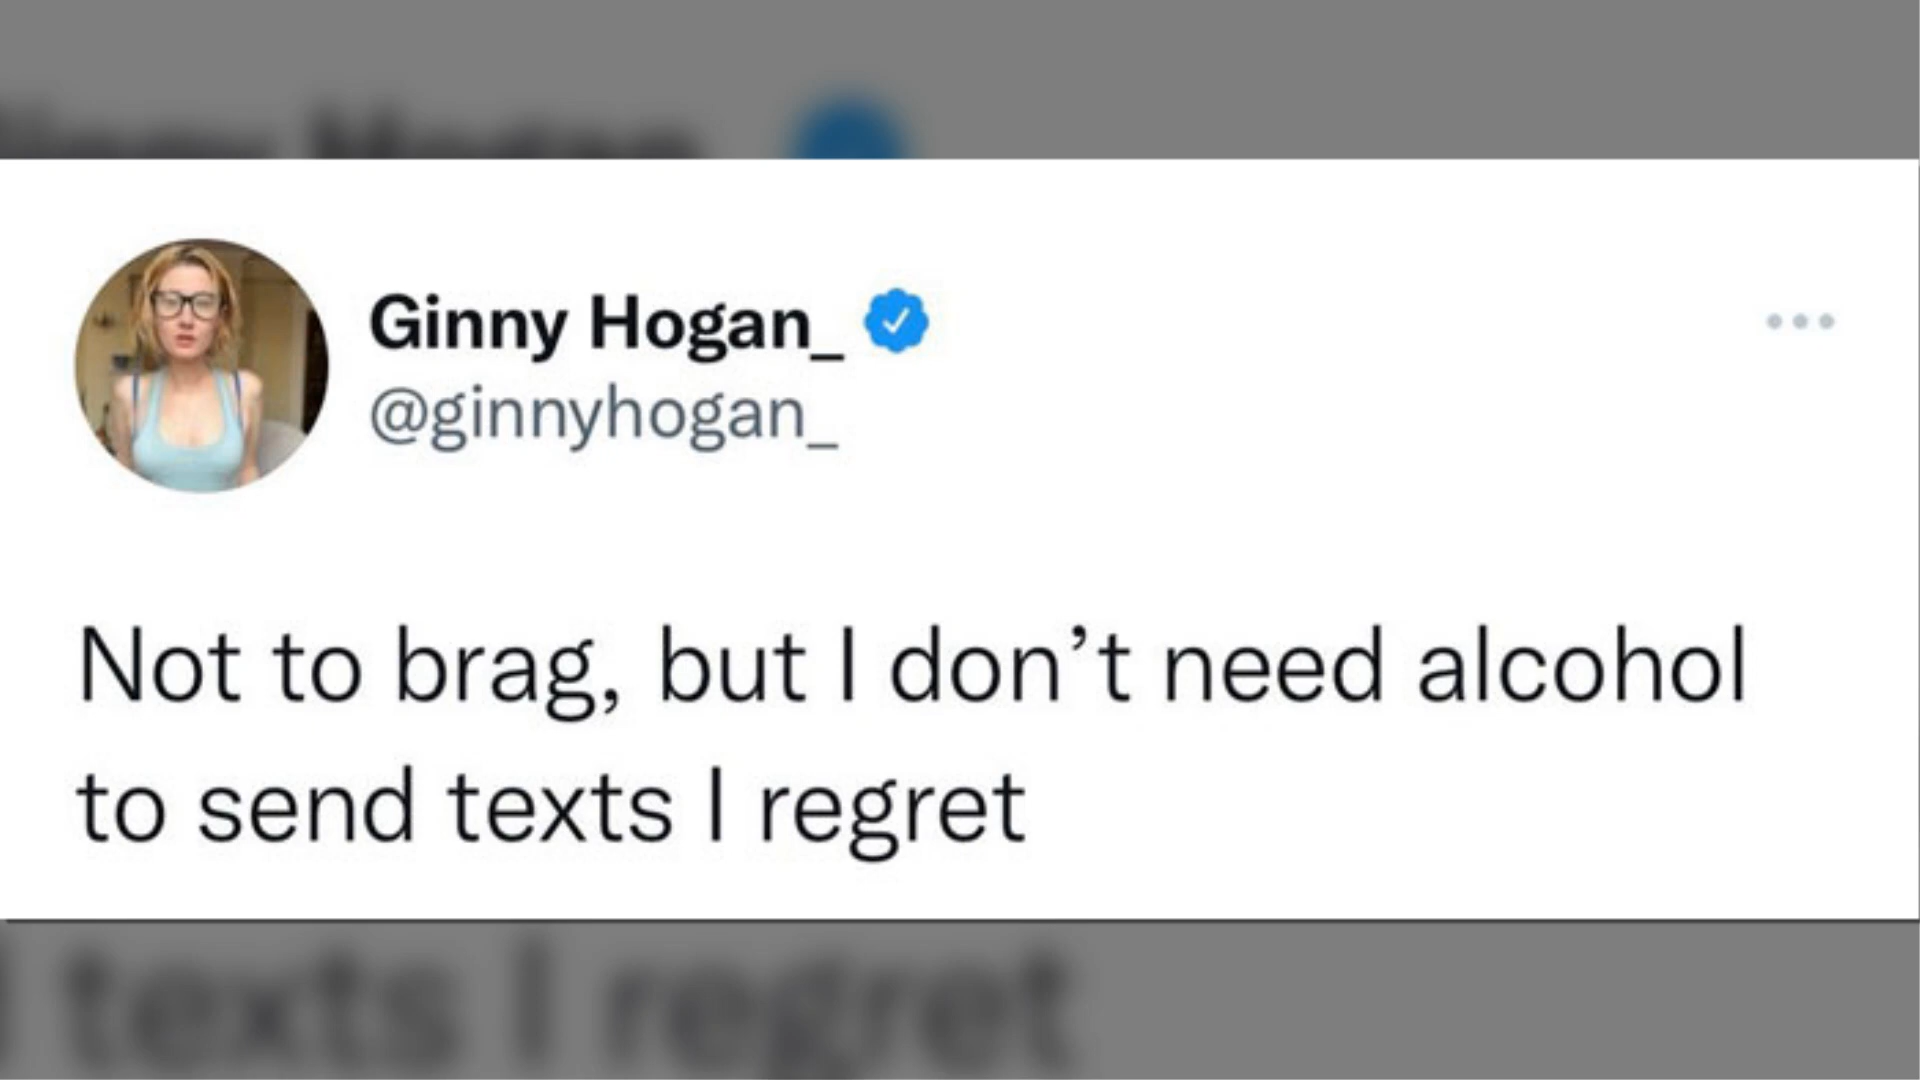 Ginny Hogan_
@ginnyhogan_
Not to brag, but I don’t need alcohol
to send texts I regret
texts I regret